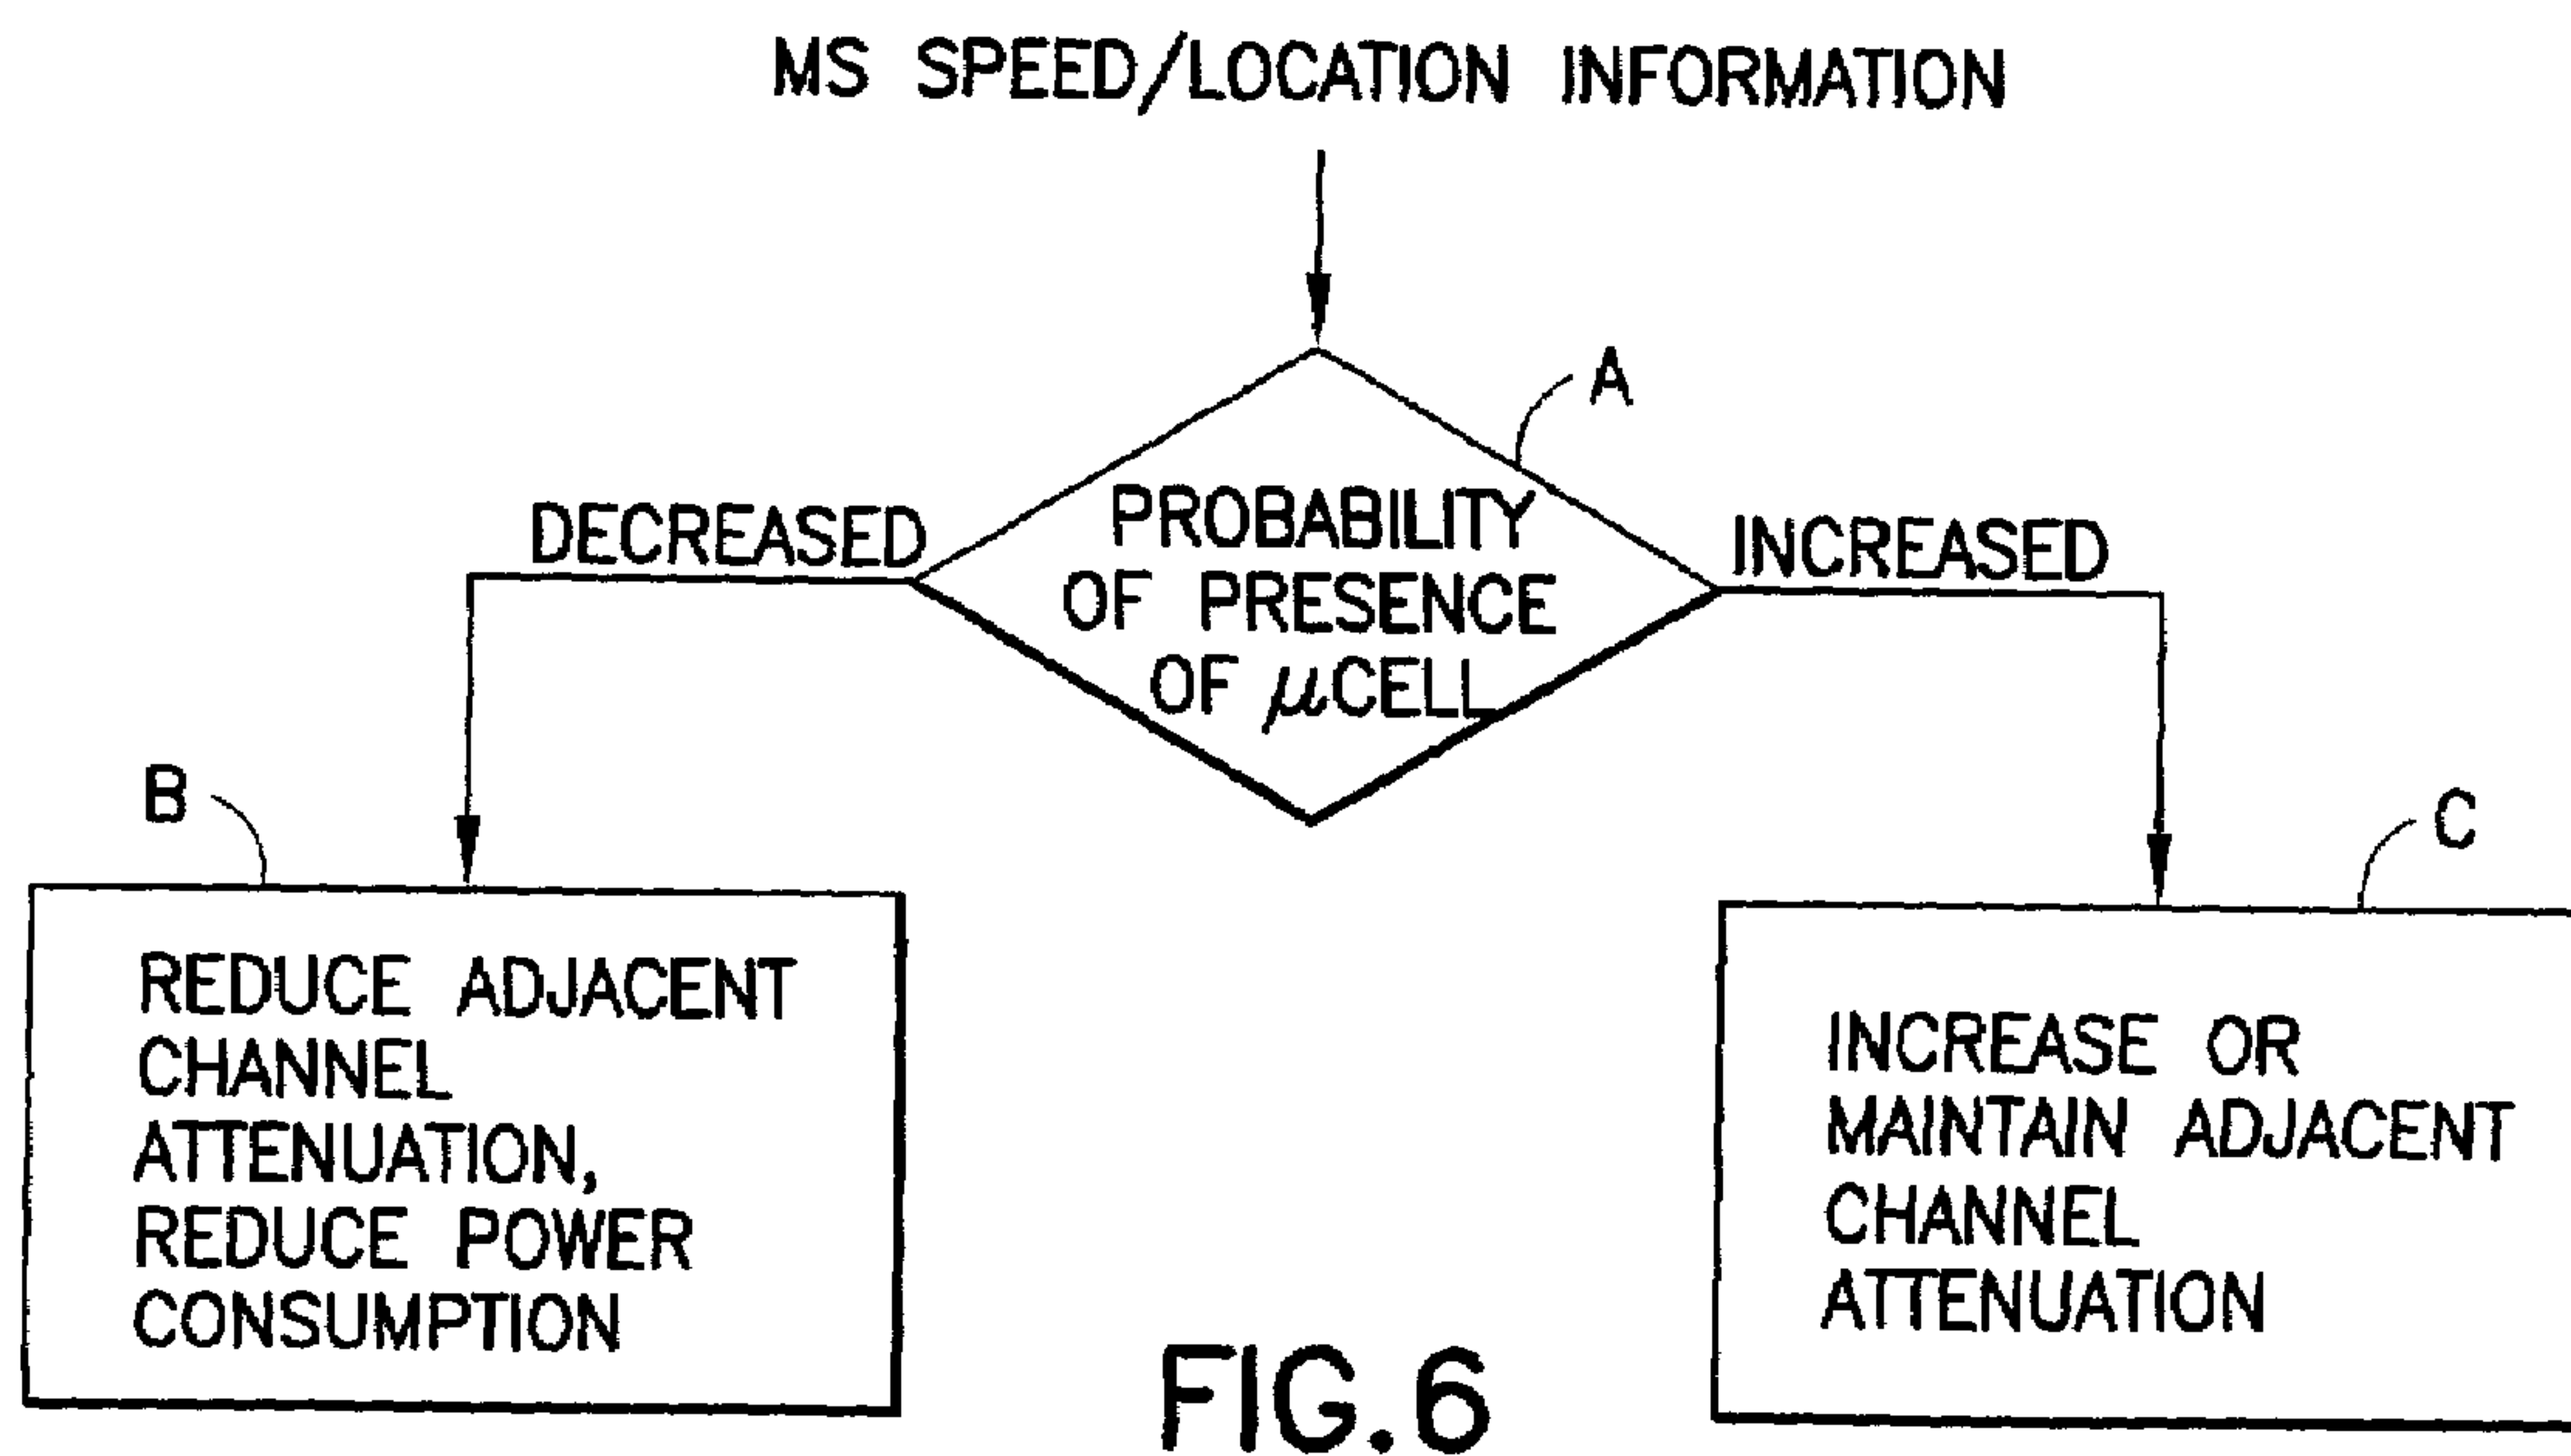 MS SPEED/LOCATION INFORMATION
A
PROBABILITY
OF PRESENCE
OF μCELL
DECREASED
INCREASED
B
REDUCE ADJACENT
CHANNEL
ATTENUATION,
REDUCE POWER
CONSUMPTION
C
INCREASE OR
MAINTAIN ADJACENT
CHANNEL
ATTENUATION
FIG.6